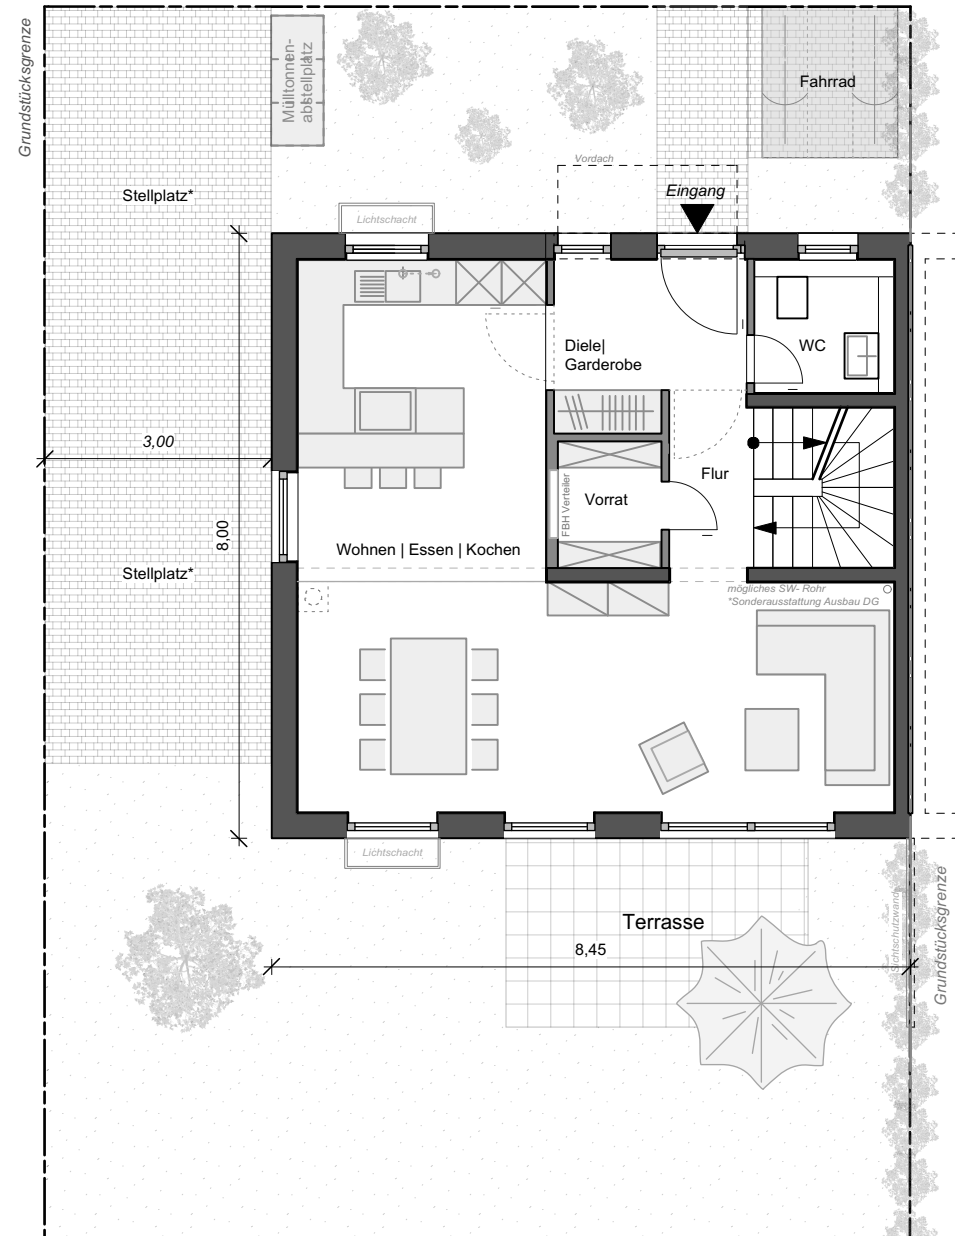 Grundstücksgrenze
Mülltonnen-
abstellplatz
Fahrrad
Vordach
Eingang
Stellplatz*
Lichtschacht
Diele|
Garderobe
WC
3,00
8,00
Flur
FBH Verteiler
Vorrat
Wohnen | Essen | Kochen
Stellplatz*
mögliches SW- Rohr
*Sonderausstattung Ausbau DG
Lichtschacht
Terrasse
8,45
Sichtschutzwand
Grundstücksgrenze